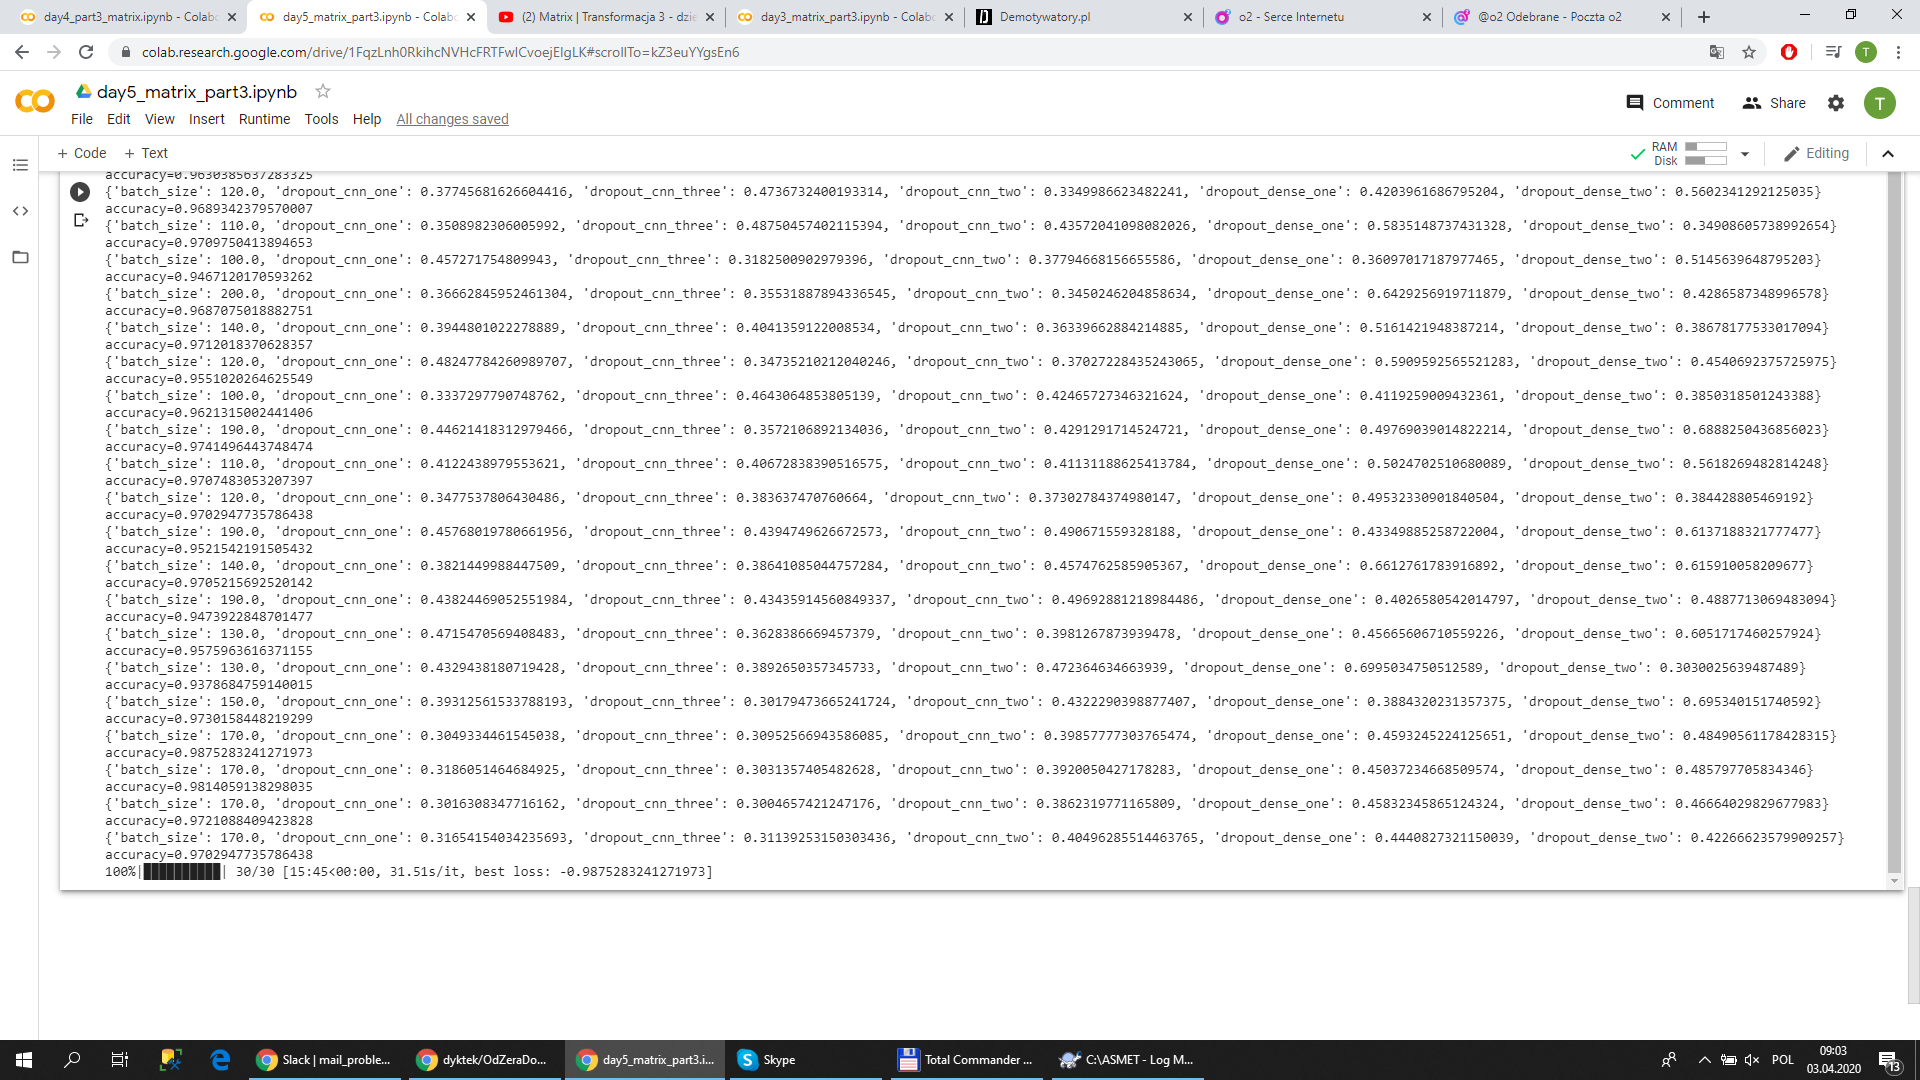 day4_part3_matrix.ipynb - Colabo
day5_matrix_part3.ipynb - Colabo
(2) Matrix | Transformacja 3 - dzie
day3_matrix_part3.ipynb - Colabo
Demotywatory.pl
o2 - Serce Internetu
@o2 Odebrane - Poczta o2
colab.research.google.com/drive/1FqzLnh0RkihcNVHcFRTFwlCvoejElgLK#scrollTo=kZ3euYYgsEn6
T
day5_matrix_part3.ipynb
Comment
Share
T
File Edit View Insert Runtime Tools Help All changes saved
+ Code + Text
RAM
Disk
Editing
accuracy=0.9630385637283325
{'batch_size': 120.0, 'dropout_cnn_one': 0.37745681626604416, 'dropout_cnn_three': 0.4736732400193314, 'dropout_cnn_two': 0.3349986623482241, 'dropout_dense_one': 0.4203961686795204, 'dropout_dense_two': 0.5602341292125035}
accuracy=0.9689342379570007
{'batch_size': 110.0, 'dropout_cnn_one': 0.3508982306005992, 'dropout_cnn_three': 0.48750457402115394, 'dropout_cnn_two': 0.43572041098082026, 'dropout_dense_one': 0.5835148737431328, 'dropout_dense_two': 0.34908605738992654}
accuracy=0.9709750413894653
{'batch_size': 100.0, 'dropout_cnn_one': 0.457271754809943, 'dropout_cnn_three': 0.3182500902979396, 'dropout_cnn_two': 0.37794668156655586, 'dropout_dense_one': 0.36097017187977465, 'dropout_dense_two': 0.5145639648795203}
accuracy=0.9467120170593262
{'batch_size': 200.0, 'dropout_cnn_one': 0.36662845952461304, 'dropout_cnn_three': 0.35531887894336545, 'dropout_cnn_two': 0.3450246204858634, 'dropout_dense_one': 0.6429256919711879, 'dropout_dense_two': 0.4286587348996578}
accuracy=0.9687075018882751
{'batch_size': 140.0, 'dropout_cnn_one': 0.3944801022278889, 'dropout_cnn_three': 0.4041359122008534, 'dropout_cnn_two': 0.36339662884214885, 'dropout_dense_one': 0.5161421948387214, 'dropout_dense_two': 0.38678177533017094}
accuracy=0.9712018370628357
{'batch_size': 120.0, 'dropout_cnn_one': 0.48247784260989707, 'dropout_cnn_three': 0.34735210212040246, 'dropout_cnn_two': 0.37027228435243065, 'dropout_dense_one': 0.5909592565521283, 'dropout_dense_two': 0.4540692375725975}
accuracy=0.9551020264625549
{'batch_size': 100.0, 'dropout_cnn_one': 0.3337297790748762, 'dropout_cnn_three': 0.4643064853805139, 'dropout_cnn_two': 0.42465727346321624, 'dropout_dense_one': 0.4119259009432361, 'dropout_dense_two': 0.3850318501243388}
accuracy=0.9621315002441406
{'batch_size': 190.0, 'dropout_cnn_one': 0.44621418312979466, 'dropout_cnn_three': 0.3572106892134036, 'dropout_cnn_two': 0.4291291714524721, 'dropout_dense_one': 0.49769039014822214, 'dropout_dense_two': 0.6888250436856023}
accuracy=0.9741496443748474
{'batch_size': 110.0, 'dropout_cnn_one': 0.4122438979553621, 'dropout_cnn_three': 0.40672838390516575, 'dropout_cnn_two': 0.41131188625413784, 'dropout_dense_one': 0.5024702510680089, 'dropout_dense_two': 0.5618269482814248}
accuracy=0.9707483053207397
{'batch_size': 120.0, 'dropout_cnn_one': 0.3477537806430486, 'dropout_cnn_three': 0.383637470760664, 'dropout_cnn_two': 0.37302784374980147, 'dropout_dense_one': 0.49532330901840504, 'dropout_dense_two': 0.384428805469192}
accuracy=0.9702947735786438
{'batch_size': 190.0, 'dropout_cnn_one': 0.45768019780661956, 'dropout_cnn_three': 0.4394749626672573, 'dropout_cnn_two': 0.490671559328188, 'dropout_dense_one': 0.43349885258722004, 'dropout_dense_two': 0.6137188321777477}
accuracy=0.9521542191505432
{'batch_size': 140.0, 'dropout_cnn_one': 0.3821449988447509, 'dropout_cnn_three': 0.38641085044757284, 'dropout_cnn_two': 0.4574762585905367, 'dropout_dense_one': 0.6612761783916892, 'dropout_dense_two': 0.615910058209677}
accuracy=0.9705215692520142
{'batch_size': 190.0, 'dropout_cnn_one': 0.43824469052551984, 'dropout_cnn_three': 0.43435914560849337, 'dropout_cnn_two': 0.49692881218984486, 'dropout_dense_one': 0.4026580542014797, 'dropout_dense_two': 0.4887713069483094}
accuracy=0.9473922848701477
{'batch_size': 130.0, 'dropout_cnn_one': 0.4715470569408483, 'dropout_cnn_three': 0.3628386669457379, 'dropout_cnn_two': 0.3981267873939478, 'dropout_dense_one': 0.45665606710559226, 'dropout_dense_two': 0.6051717460257924}
accuracy=0.9575963616371155
{'batch_size': 130.0, 'dropout_cnn_one': 0.4329438180719428, 'dropout_cnn_three': 0.3892650357345733, 'dropout_cnn_two': 0.472364634663939, 'dropout_dense_one': 0.6995034750512589, 'dropout_dense_two': 0.3030025639487489}
accuracy=0.9378684759140015
{'batch_size': 150.0, 'dropout_cnn_one': 0.39312561533788193, 'dropout_cnn_three': 0.30179473665241724, 'dropout_cnn_two': 0.4322290398877407, 'dropout_dense_one': 0.3884320231357375, 'dropout_dense_two': 0.695340151740592}
accuracy=0.9730158448219299
{'batch_size': 170.0, 'dropout_cnn_one': 0.3049334461545038, 'dropout_cnn_three': 0.30952566943586085, 'dropout_cnn_two': 0.39857777303765474, 'dropout_dense_one': 0.4593245224125651, 'dropout_dense_two': 0.48490561178428315}
accuracy=0.9875283241271973
{'batch_size': 170.0, 'dropout_cnn_one': 0.3186051464684925, 'dropout_cnn_three': 0.3031357405482628, 'dropout_cnn_two': 0.3920050427178283, 'dropout_dense_one': 0.45037234668509574, 'dropout_dense_two': 0.485797705834346}
accuracy=0.9814059138298035
{'batch_size': 170.0, 'dropout_cnn_one': 0.3016308347716162, 'dropout_cnn_three': 0.3004657421247176, 'dropout_cnn_two': 0.3862319771165809, 'dropout_dense_one': 0.45832345865124324, 'dropout_dense_two': 0.46664029829677983}
accuracy=0.9721088409423828
{'batch_size': 170.0, 'dropout_cnn_one': 0.31654154034235693, 'dropout_cnn_three': 0.31139253150303436, 'dropout_cnn_two': 0.40496285514463765, 'dropout_dense_one': 0.4440827321150039, 'dropout_dense_two': 0.42266623579909257}
accuracy=0.9702947735786438
100%|██████████| 30/30 [15:45<00:00, 31.51s/it, best loss: -0.9875283241271973]
Slack | mail_proble...
dyktek/OdZeraDo...
day5_matrix_part3.i...
Skype
Total Commander ...
C:\ASMET - Log M...
POL
09:03
03.04.2020
13